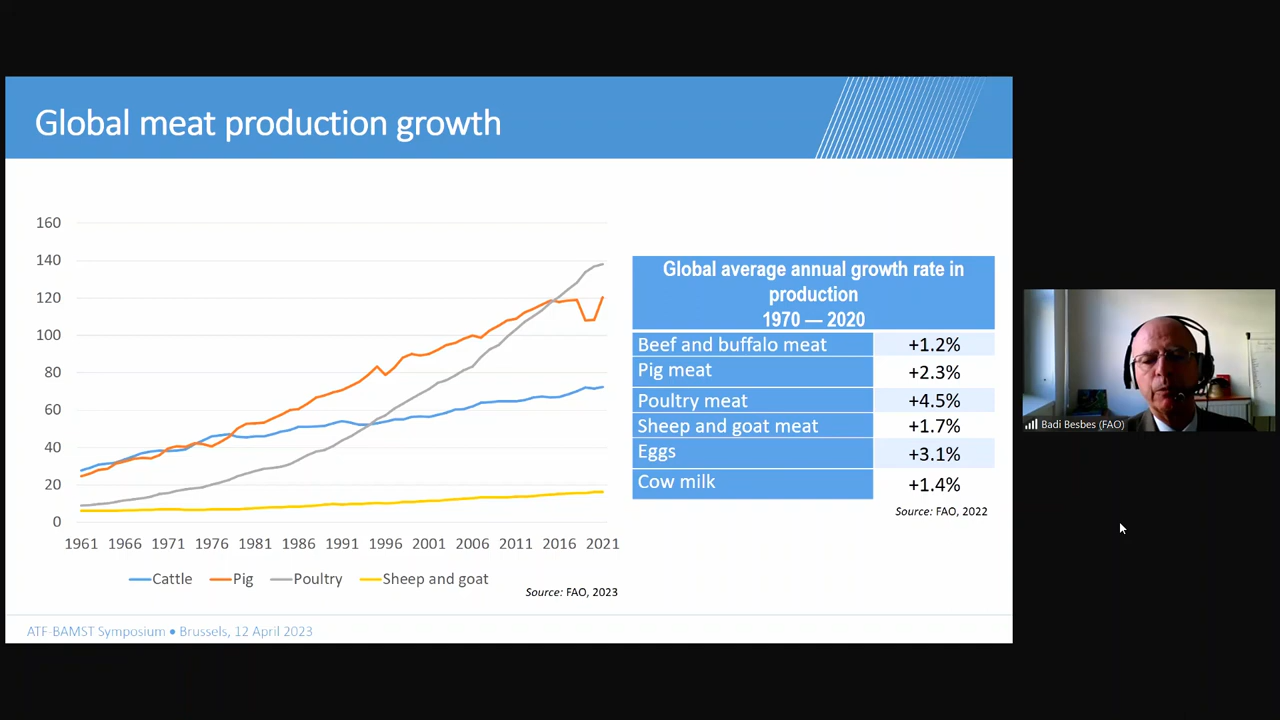 Global meat production growth
160
140
120
100
80
60
40
20
0
1961 1966 1971 1976 1981 1986 1991 1996 2001 2006 2011 2016 2021
Cattle Pig Poultry Sheep and goat
Source: FAO, 2023
Global average annual growth rate in
production
1970 — 2020
Beef and buffalo meat +1.2%
Pig meat +2.3%
Poultry meat +4.5%
Sheep and goat meat +1.7%
Eggs +3.1%
Cow milk +1.4%
Source: FAO, 2022
ATF-BAMST Symposium • Brussels, 12 April 2023
Badi Besbes (FAO)